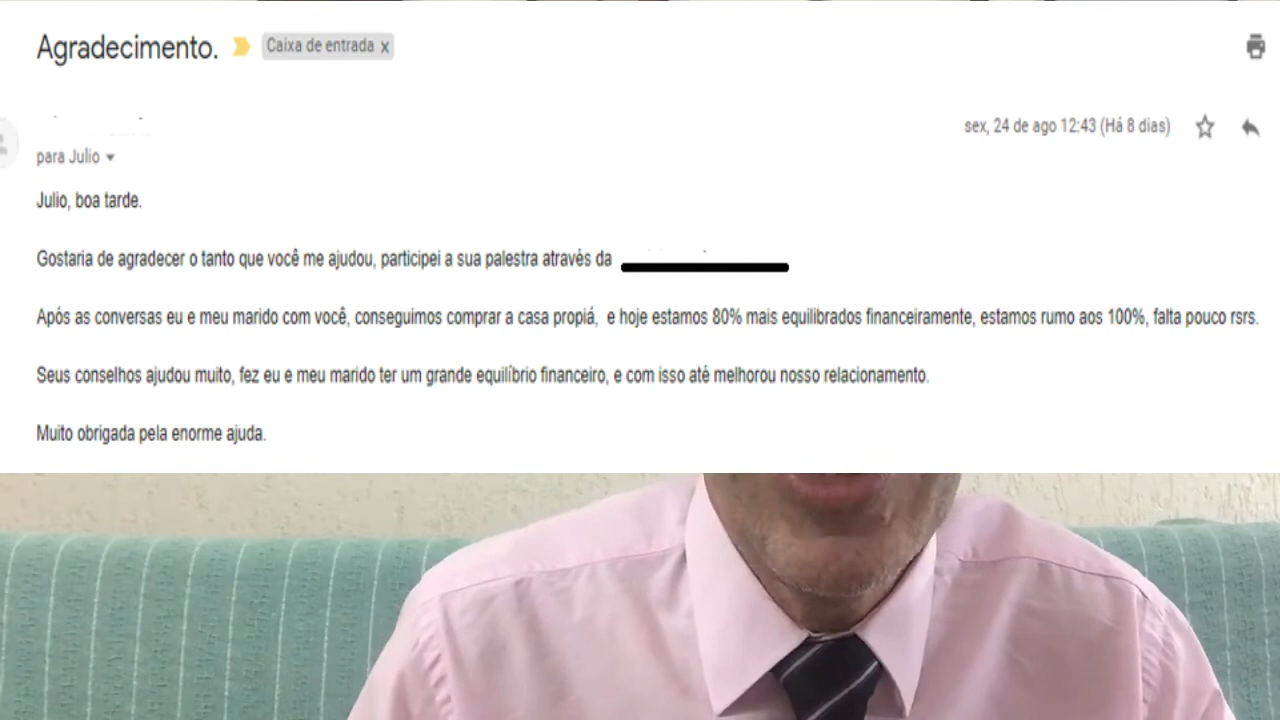 Agradecimento. Caixa de entrada x
sex, 24 de ago 12:43 (Há 8 dias)
para Julio
Julio, boa tarde.
Gostaria de agradecer o tanto que você me ajudou, participei a sua palestra através da
Após as conversas eu e meu marido com você, conseguimos comprar a casa propiá, e hoje estamos 80% mais equilibrados financeiramente, estamos rumo aos 100%, falta pouco rsrs.
Seus conselhos ajudou muito, fez eu e meu marido ter um grande equilíbrio financeiro, e com isso até melhorou nosso relacionamento.
Muito obrigada pela enorme ajuda.